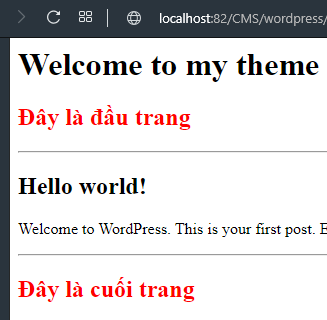 localhost:82/CMS/wordpress/
Welcome to my theme
Đây là đầu trang
Hello world!
Welcome to WordPress. This is your first post. E
Đây là cuối trang